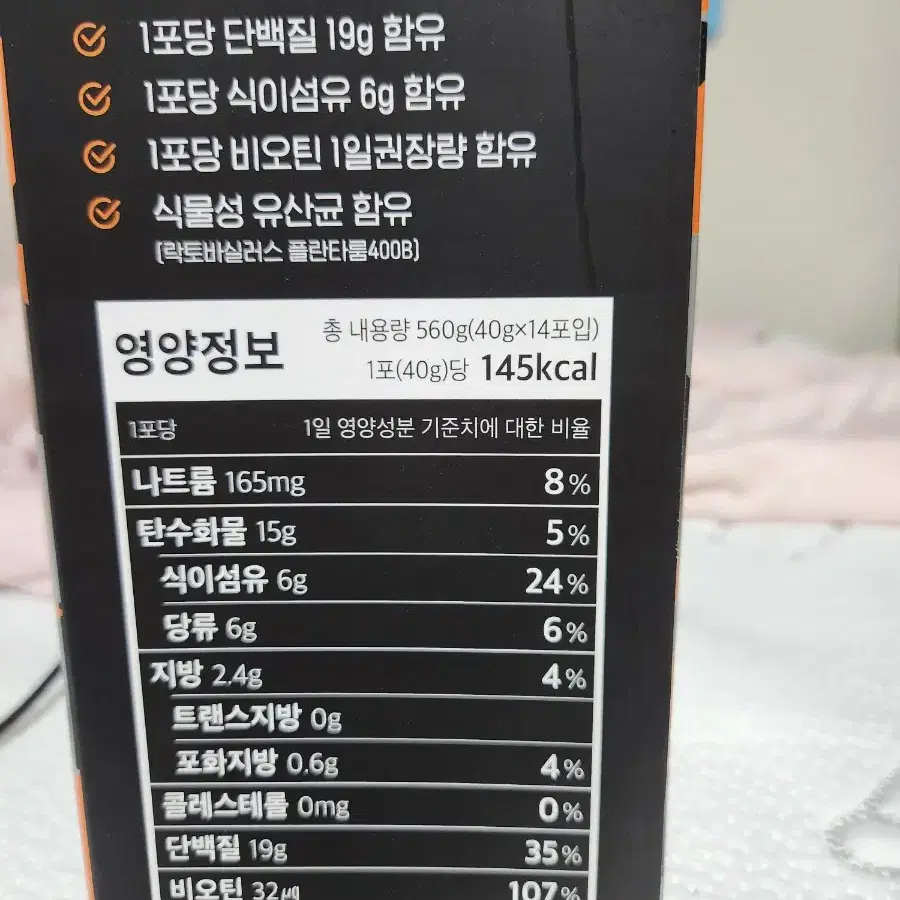 1포당 단백질 19g 함유
1포당 식이섬유 6g 함유
1포당 비오틴 1일권장량 함유
식물성 유산균 함유
(락토바실러스 플란타룸400B)
영양정보
총 내용량 560g(40g×14포입)
1포(40g)당 145kcal
1포당 1일 영양성분 기준치에 대한 비율
나트륨 165mg 8%
탄수화물 15g 5%
식이섬유 6g 24%
당류 6g 6%
지방 2.4g 4%
트랜스지방 0g
포화지방 0.6g 4%
콜레스테롤 0mg 0%
단백질 19g 35%
비오틴 32㎍ 107%